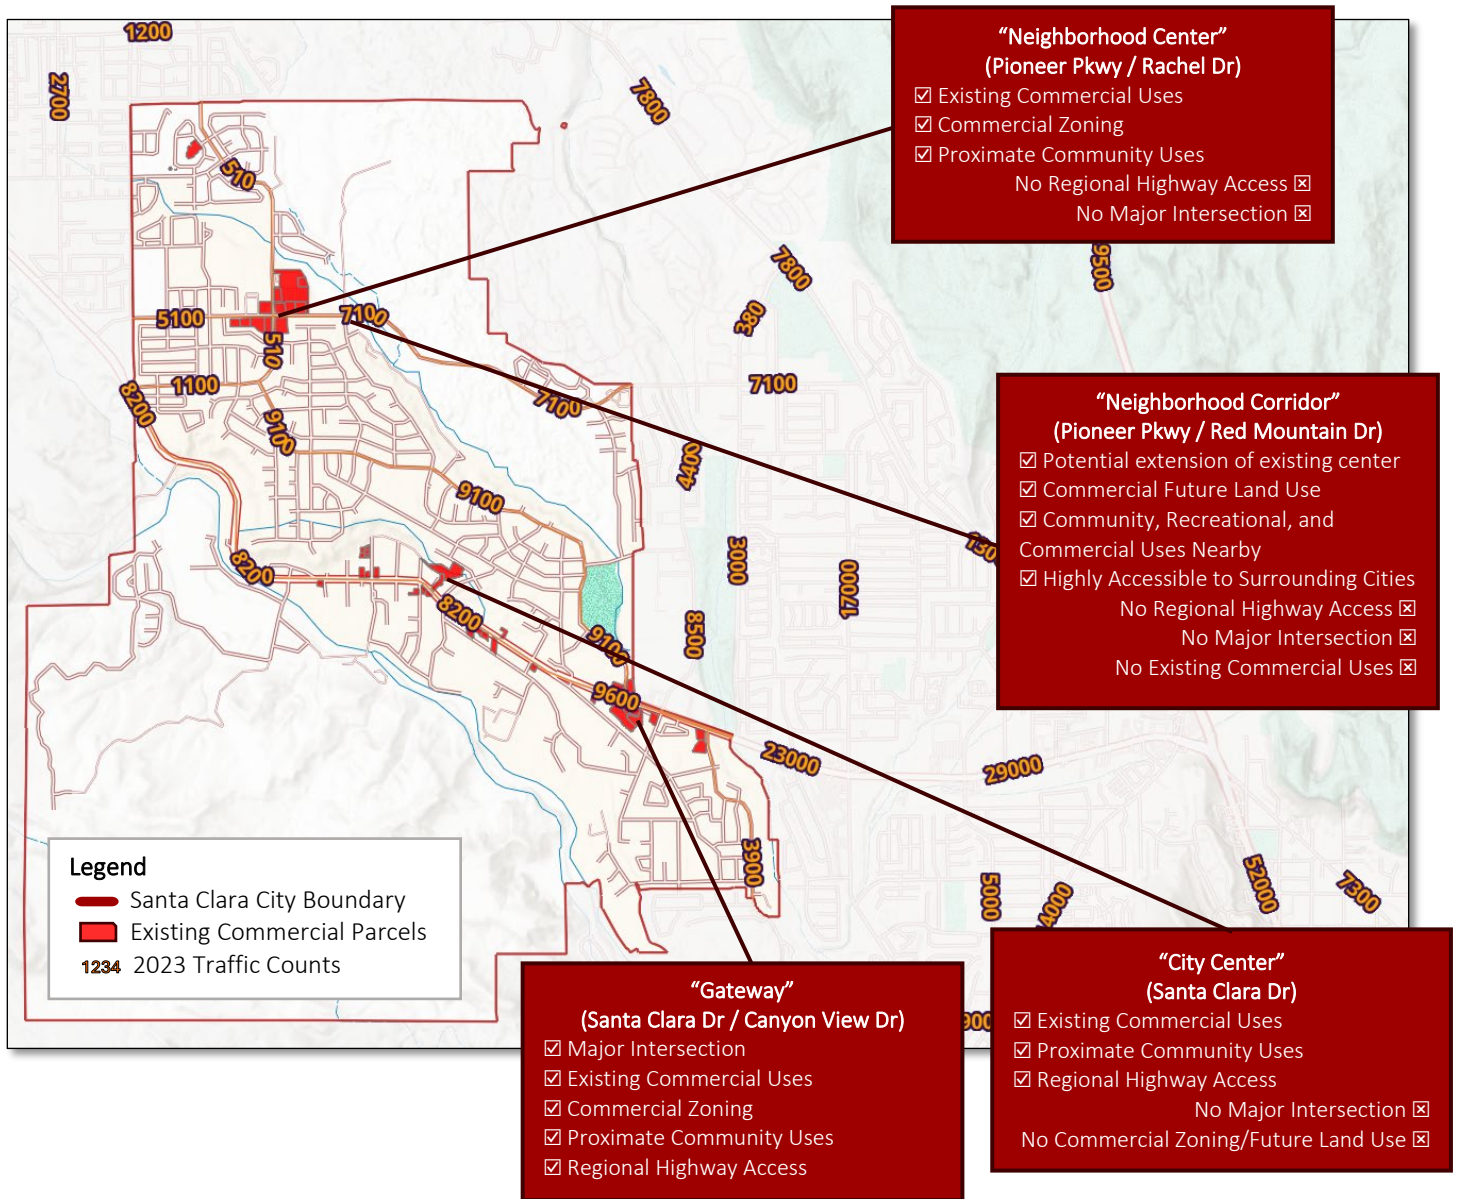 1200
2700
7800
"Neighborhood Center"
(Pioneer Pkwy / Rachel Dr)
☑ Existing Commercial Uses
☑ Commercial Zoning
☑ Proximate Community Uses
No Regional Highway Access ☒
No Major Intersection ☒
510
7800
9500
380
5100
7100
510
1100
8200
7100
7100
9100
4400
9100
"Neighborhood Corridor"
(Pioneer Pkwy / Red Mountain Dr)
☑ Potential extension of existing center
☑ Commercial Future Land Use
☑ Community, Recreational, and
Commercial Uses Nearby
☑ Highly Accessible to Surrounding Cities
No Regional Highway Access ☒
No Major Intersection ☒
No Existing Commercial Uses ☒
3000
17000
8200
8200
8500
9100
9600
23000
29000
3900
5000
52000
7300
Legend
Santa Clara City Boundary
Existing Commercial Parcels
1234 2023 Traffic Counts
"Gateway"
(Santa Clara Dr / Canyon View Dr)
☑ Major Intersection
☑ Existing Commercial Uses
☑ Commercial Zoning
☑ Proximate Community Uses
☑ Regional Highway Access
"City Center"
(Santa Clara Dr)
☑ Existing Commercial Uses
☑ Proximate Community Uses
☑ Regional Highway Access
No Major Intersection ☒
No Commercial Zoning/Future Land Use ☒